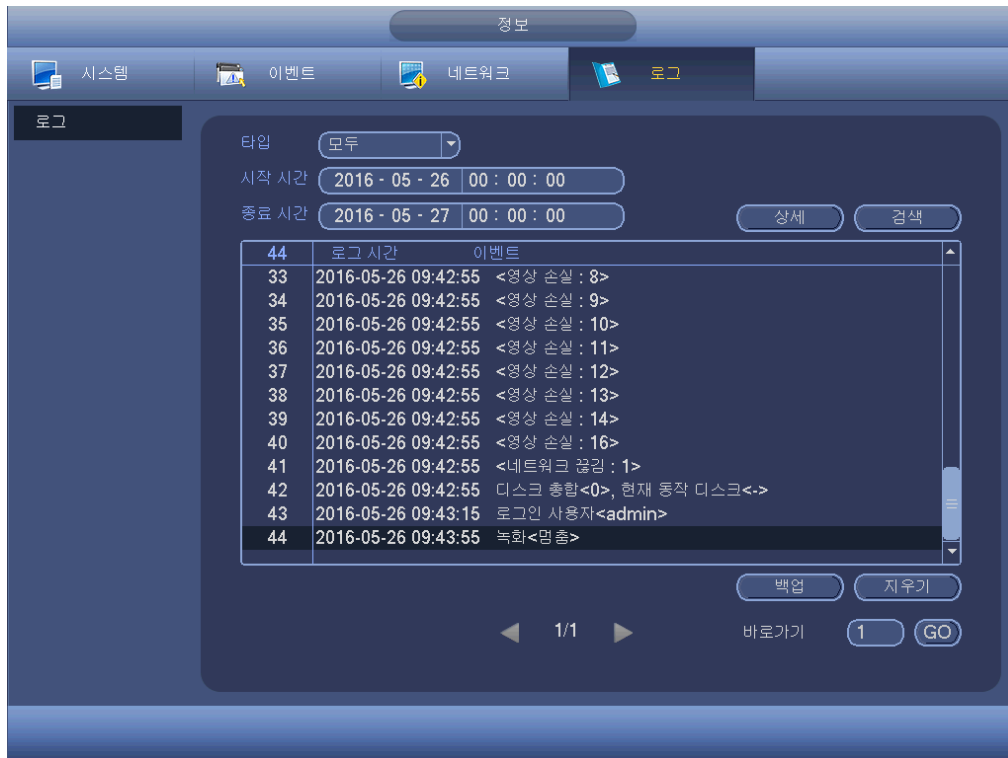 정보
시스템 이벤트 네트워크 로그
로그
타입 모두
시작 시간 2016 - 05 - 26 00 : 00 : 00
종료 시간 2016 - 05 - 27 00 : 00 : 00
상세 검색
44 로그 시간 이벤트
33 2016-05-26 09:42:55 <영상 손실 : 8>
34 2016-05-26 09:42:55 <영상 손실 : 9>
35 2016-05-26 09:42:55 <영상 손실 : 10>
36 2016-05-26 09:42:55 <영상 손실 : 11>
37 2016-05-26 09:42:55 <영상 손실 : 12>
38 2016-05-26 09:42:55 <영상 손실 : 13>
39 2016-05-26 09:42:55 <영상 손실 : 14>
40 2016-05-26 09:42:55 <영상 손실 : 16>
41 2016-05-26 09:42:55 <네트워크 끊김 : 1>
42 2016-05-26 09:42:55 디스크 총합<0>, 현재 동작 디스크<->
43 2016-05-26 09:43:15 로그인 사용자<admin>
44 2016-05-26 09:43:55 녹화<멈춤>
백업 지우기
1/1 바로가기 1 GO